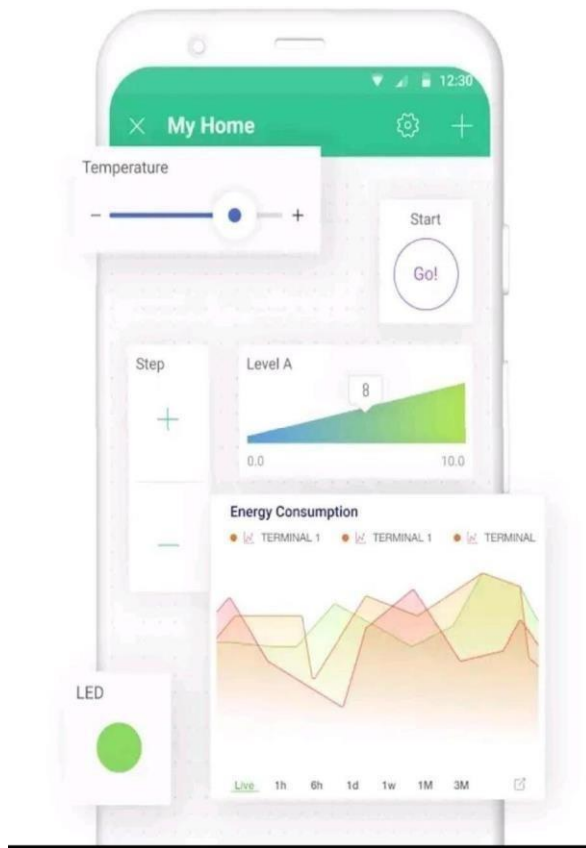 12:30
My Home
Temperature
- +
Start
Go!
Step
+
−
Level A
8
0.0 10.0
Energy Consumption
TERMINAL 1 TERMINAL 1 TERMINAL
LED
Live 1h 6h 1d 1w 1M 3M